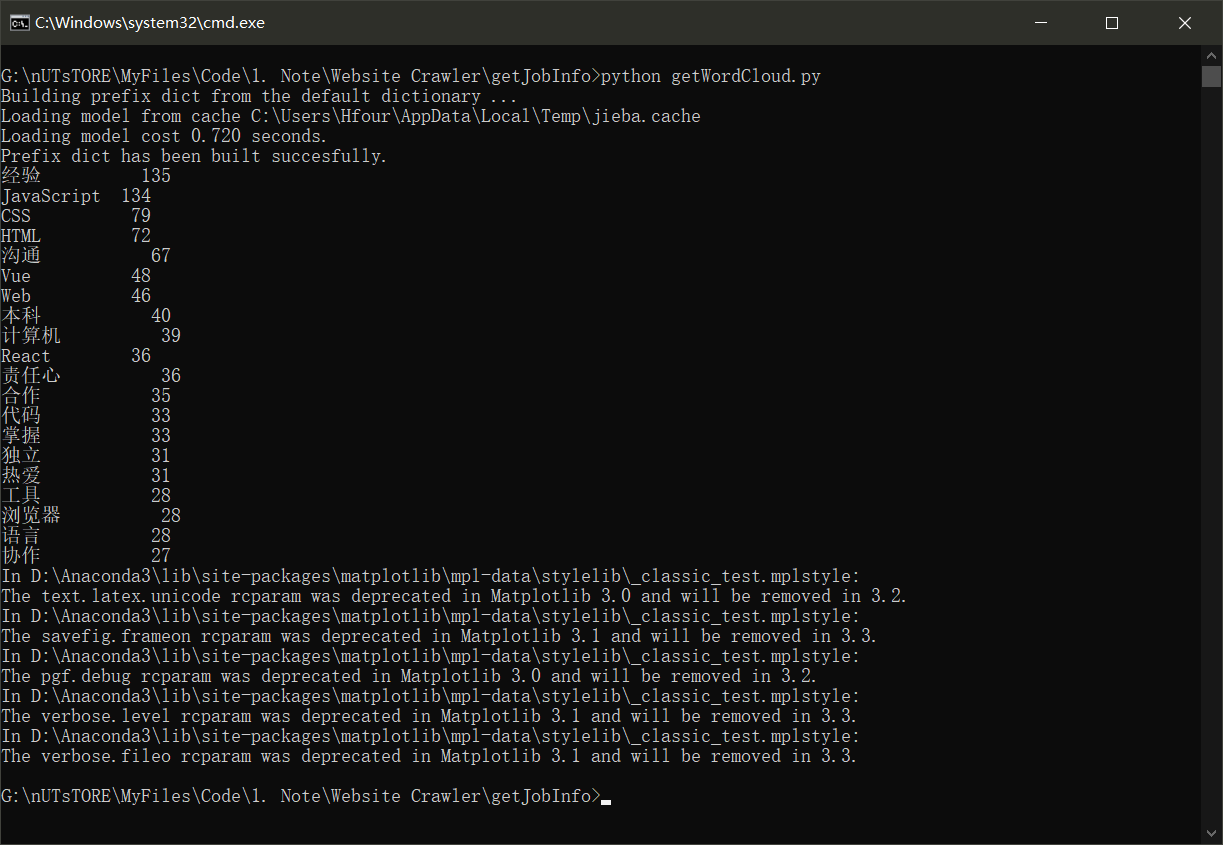 C:\Windows\system32\cmd.exe
G:\nUTsTORE\MyFiles\Code\1. Note\Website Crawler\getJobInfo>python getWordCloud.py
Building prefix dict from the default dictionary ...
Loading model from cache C:\Users\Hfour\AppData\Local\Temp\jieba.cache
Loading model cost 0.720 seconds.
Prefix dict has been built succesfully.
经验 135
JavaScript 134
CSS 79
HTML 72
沟通 67
Vue 48
Web 46
本科 40
计算机 39
React 36
责任心 36
合作 35
代码 33
掌握 33
独立 31
热爱 31
工具 28
浏览器 28
语言 28
协作 27
In D:\Anaconda3\lib\site-packages\matplotlib\mpl-data\stylelib\_classic_test.mplstyle:
The text.latex.unicode rcparam was deprecated in Matplotlib 3.0 and will be removed in 3.2.
In D:\Anaconda3\lib\site-packages\matplotlib\mpl-data\stylelib\_classic_test.mplstyle:
The savefig.frameon rcparam was deprecated in Matplotlib 3.1 and will be removed in 3.3.
In D:\Anaconda3\lib\site-packages\matplotlib\mpl-data\stylelib\_classic_test.mplstyle:
The pgf.debug rcparam was deprecated in Matplotlib 3.0 and will be removed in 3.2.
In D:\Anaconda3\lib\site-packages\matplotlib\mpl-data\stylelib\_classic_test.mplstyle:
The verbose.level rcparam was deprecated in Matplotlib 3.1 and will be removed in 3.3.
In D:\Anaconda3\lib\site-packages\matplotlib\mpl-data\stylelib\_classic_test.mplstyle:
The verbose.fileo rcparam was deprecated in Matplotlib 3.1 and will be removed in 3.3.
G:\nUTsTORE\MyFiles\Code\1. Note\Website Crawler\getJobInfo>